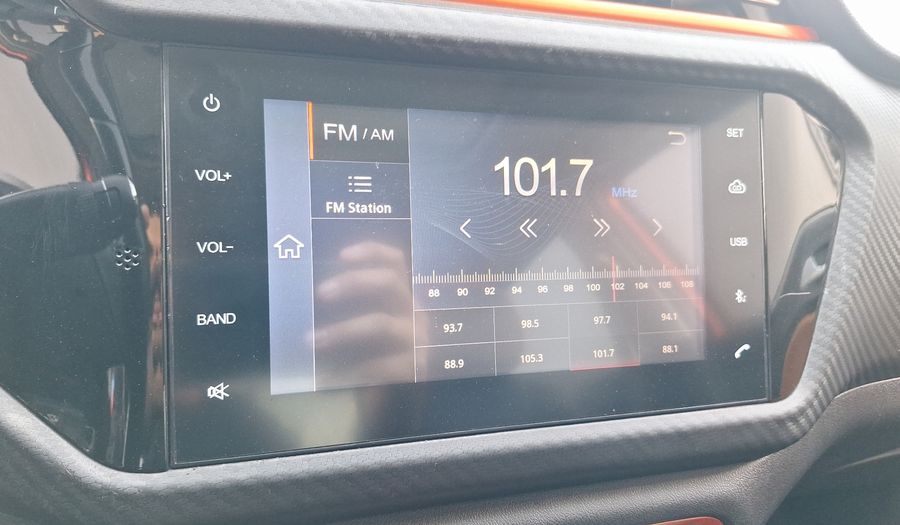 VOL+
VOL-
BAND
FM / AM
FM Station
101.7 MHz
88 90 92 94 96 98 100 102 104 106 108
93.7 98.5 97.7 94.1
88.9 105.3 101.7 88.1
SET
USB